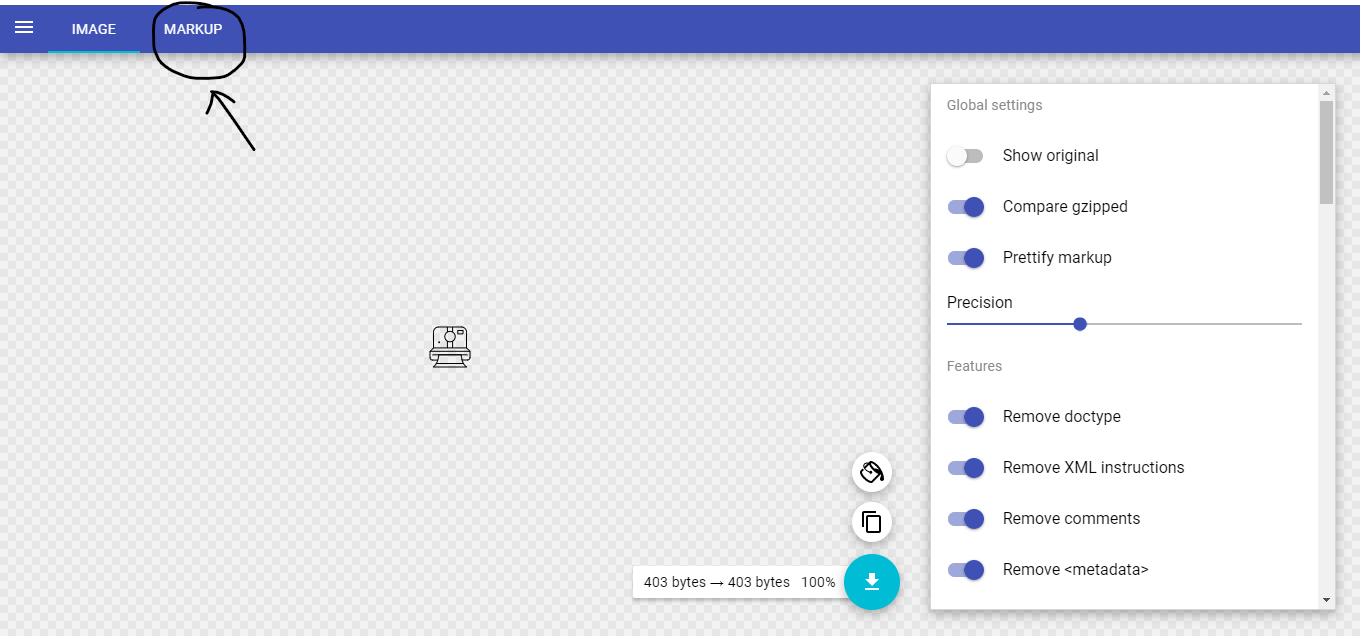 IMAGE MARKUP
Global settings
Show original
Compare gzipped
Prettify markup
Precision
Features
Remove doctype
Remove XML instructions
Remove comments
Remove <metadata>
403 bytes → 403 bytes 100%